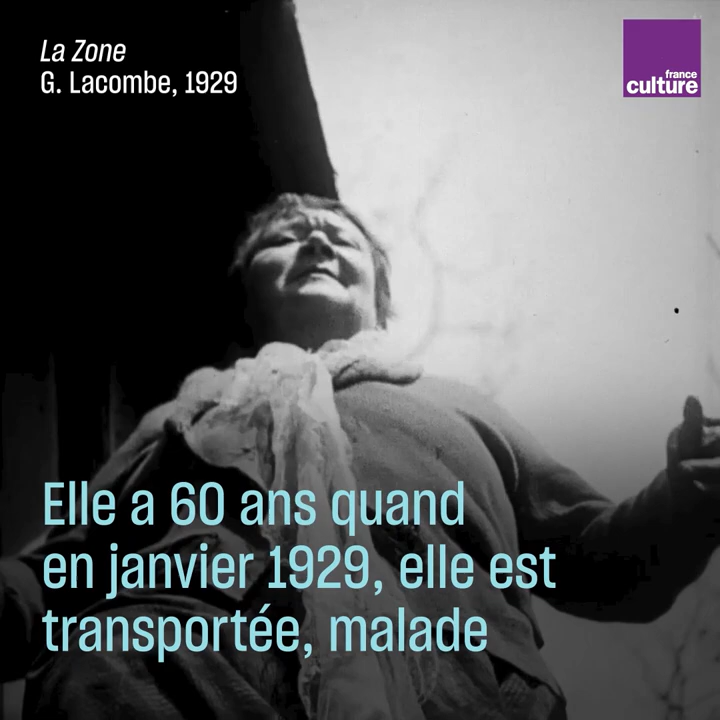 La Zone
G. Lacombe, 1929
france
culture
Elle a 60 ans quand
en janvier 1929, elle est
transportée, malade